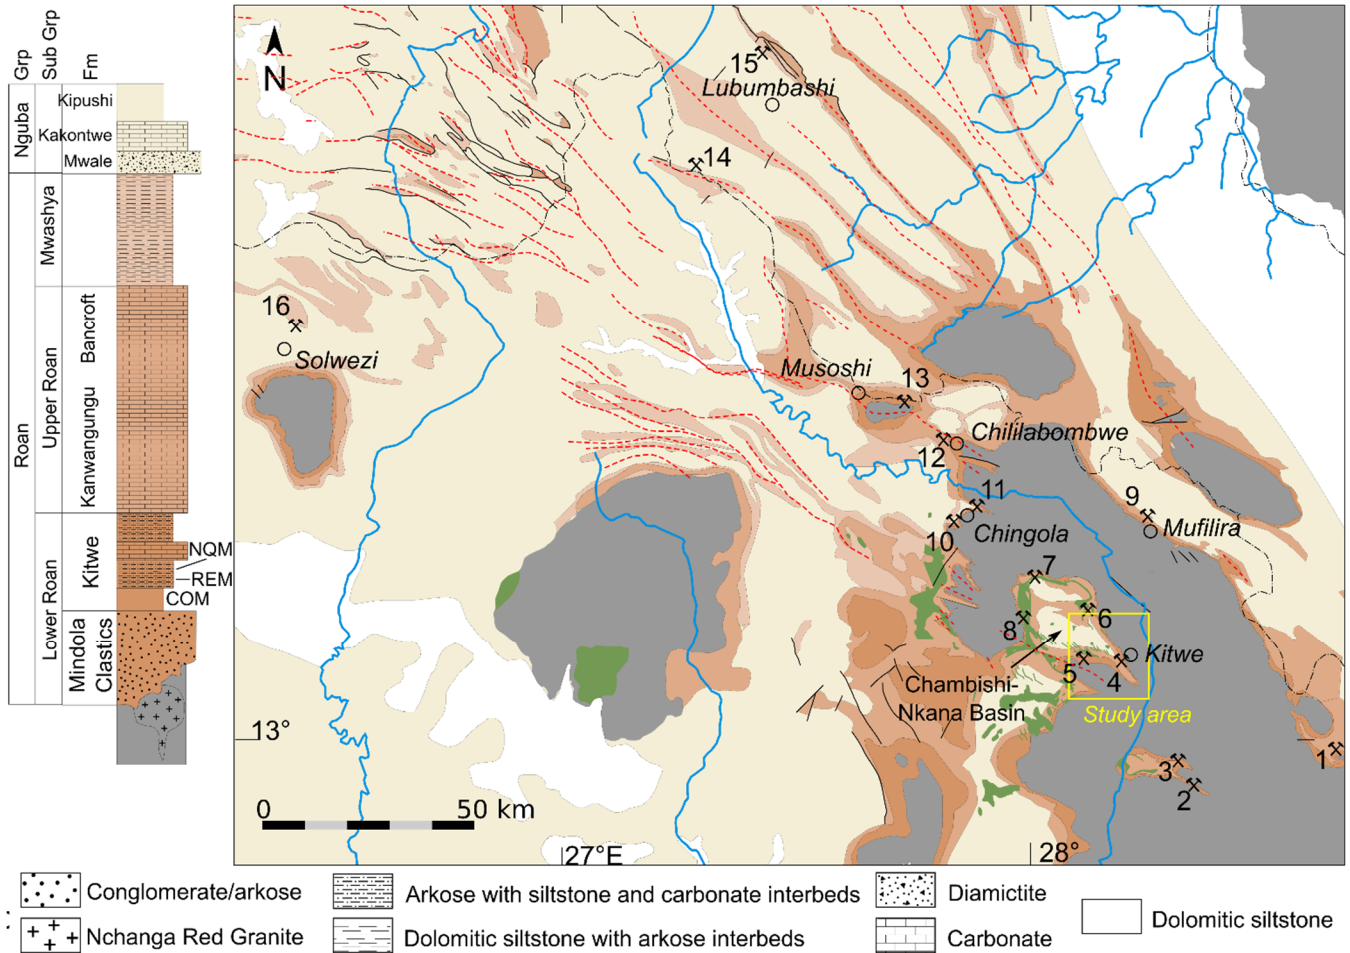 Grp
Sub Grp
Fm
Nguba
Kipushi
Kakontwe
Mwale
Roan
Mwashya
Upper Roan
Bancroft
Kanwangungu
Lower Roan
Kitwe
NQM
REM
COM
Mindola
Clastics
N
15
Lubumbashi
14
16
Solwezi
Musoshi
13
Chililabombwe
12
11
9
Chingola
Mufilira
10
7
6
8
Kitwe
5
4
Chambishi-
Nkana Basin
Study area
13°
1
3
2
0
50 km
27°E
28°
Conglomerate/arkose
Arkose with siltstone and carbonate interbeds
Diamictite
Dolomitic siltstone
Nchanga Red Granite
Dolomitic siltstone with arkose interbeds
Carbonate